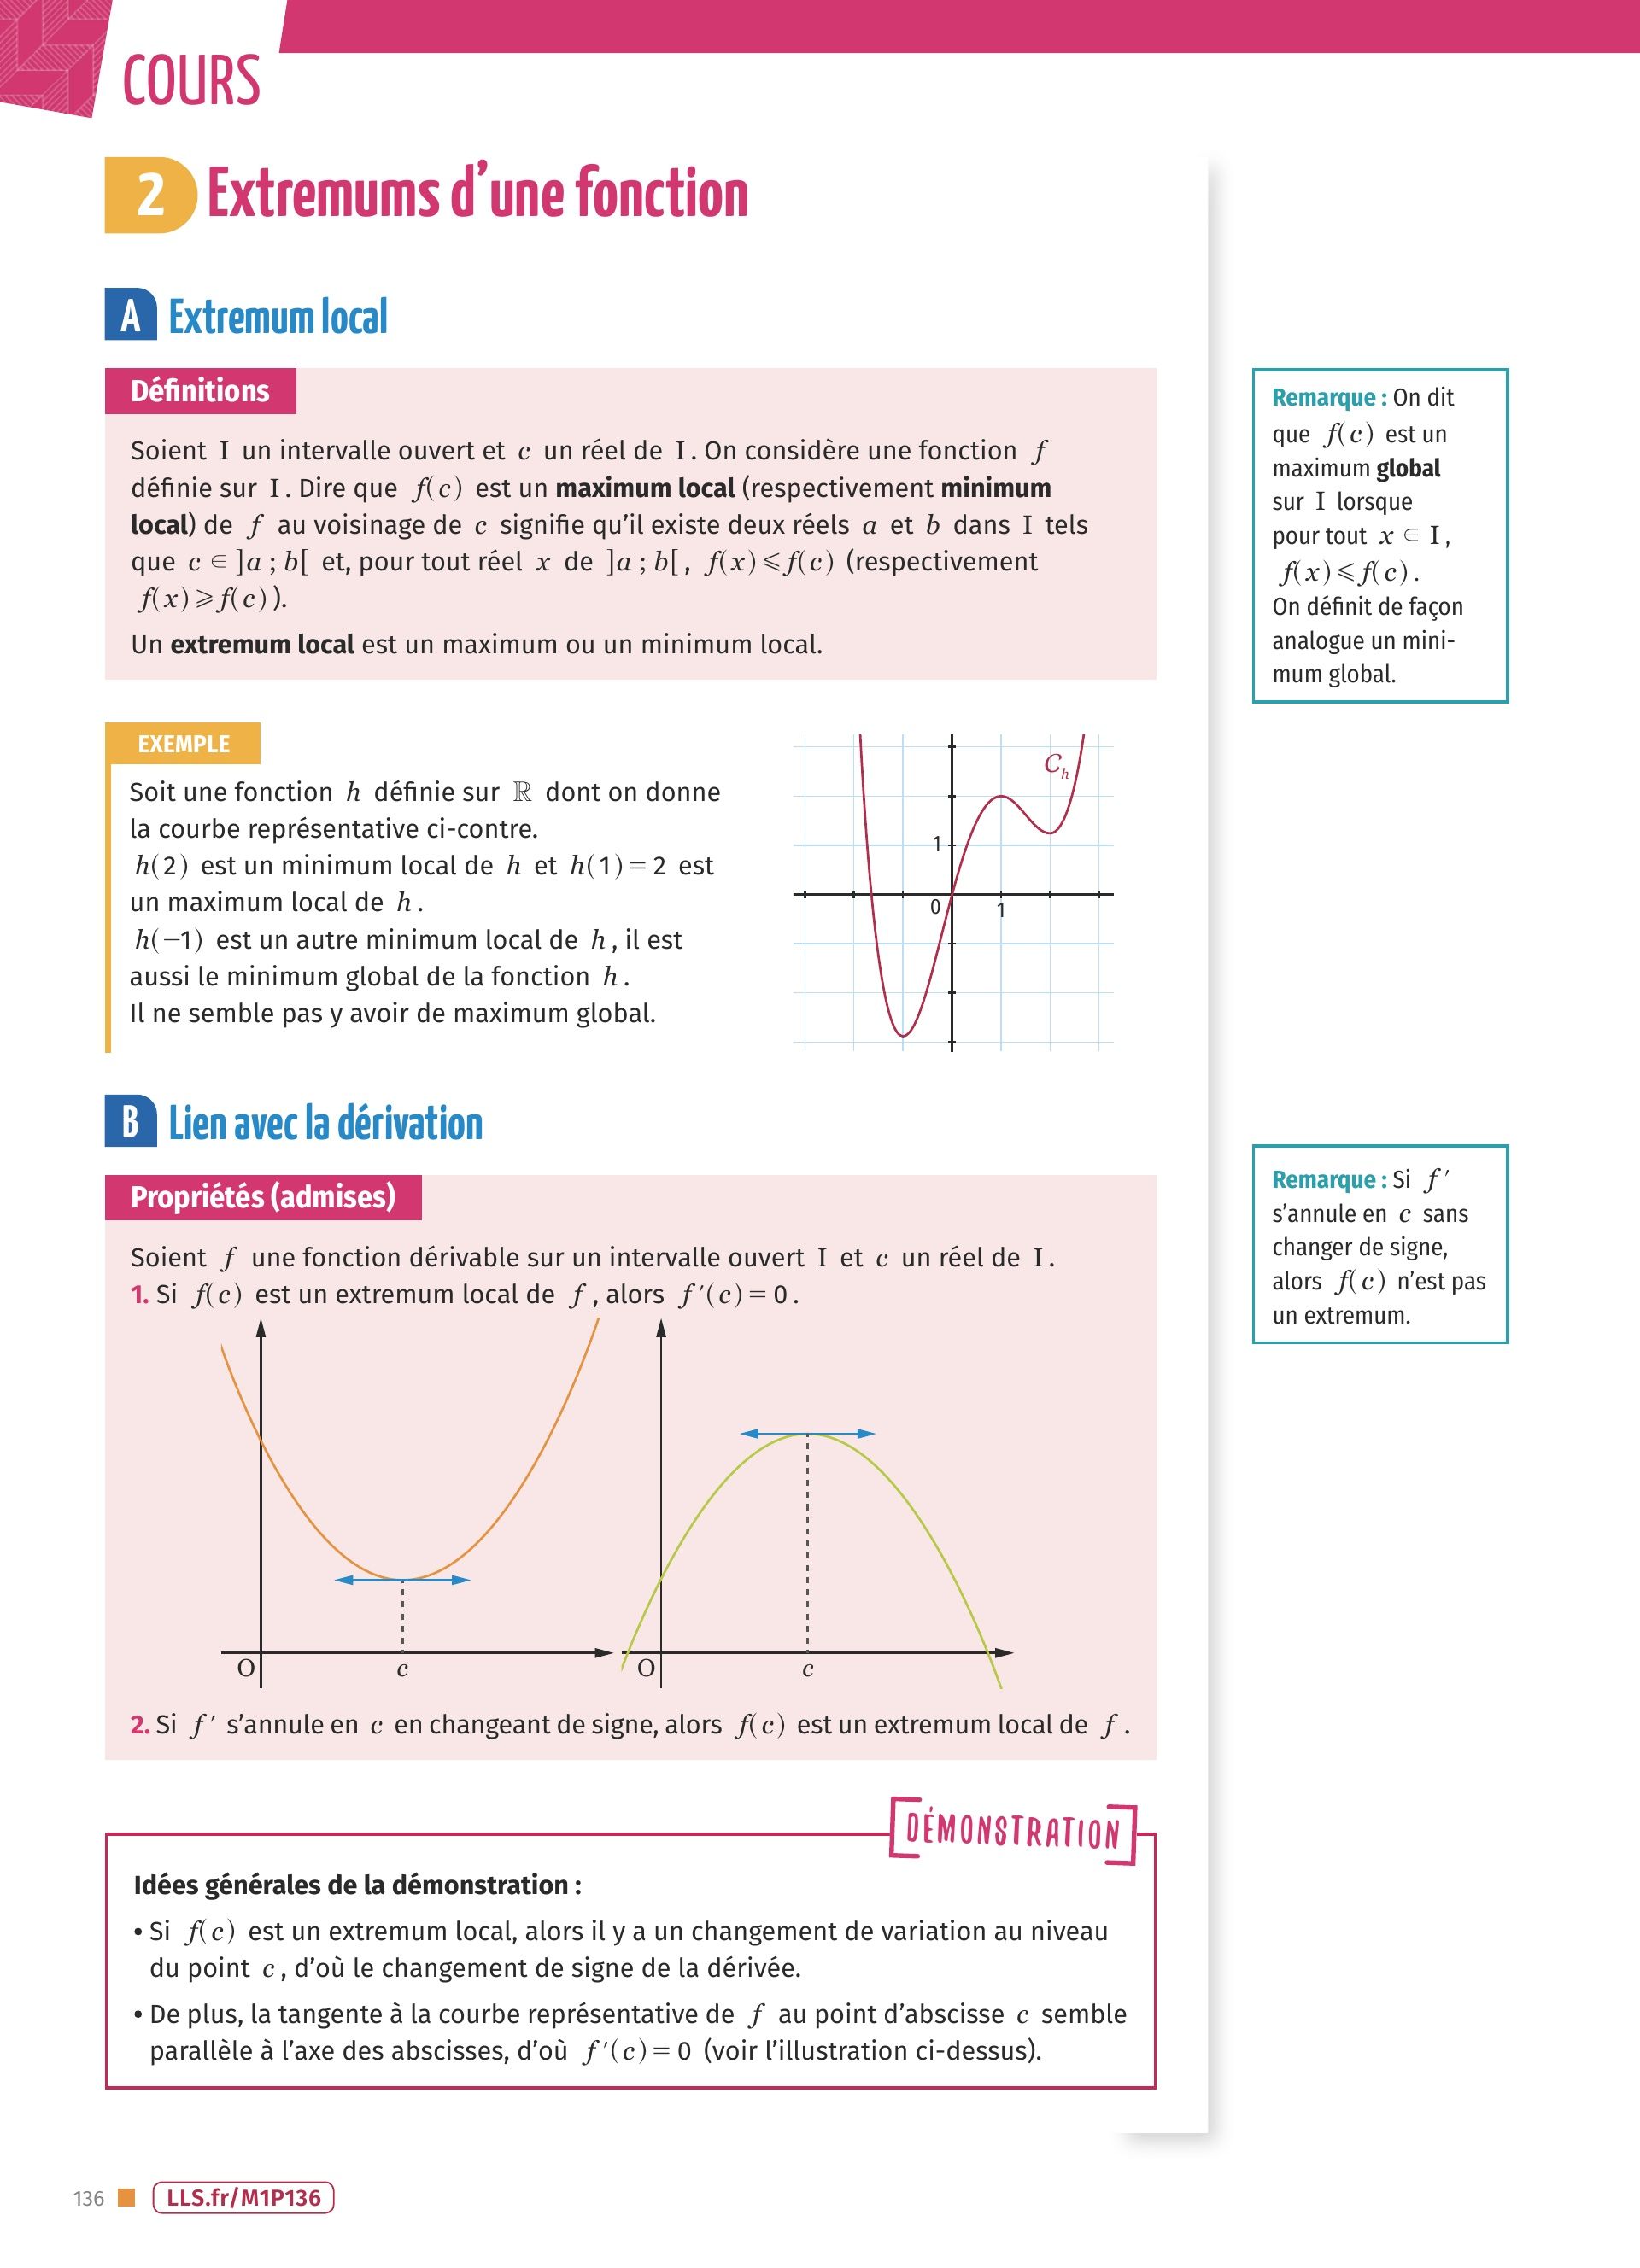 COURS
2 Extremums d’une fonction
A Extremum local
Définitions
Soient I un intervalle ouvert et c un réel de I. On considère une fonction f
définie sur I. Dire que f(c) est un maximum local (respectivement minimum
local) de f au voisinage de c signifie qu’il existe deux réels a et b dans I tels
que c ∈ ]a ; b[ et, pour tout réel x de ]a ; b[, f(x) ⩽ f(c) (respectivement
f(x) ⩾ f(c)).
Un extremum local est un maximum ou un minimum local.
Remarque : On dit
que f(c) est un
maximum global
sur I lorsque
pour tout x ∈ I,
f(x) ⩽ f(c).
On définit de façon
analogue un mini-
mum global.
EXEMPLE
Soit une fonction h définie sur ℝ dont on donne
la courbe représentative ci-contre.
h(2) est un minimum local de h et h(1) = 2 est
un maximum local de h.
h(−1) est un autre minimum local de h, il est
aussi le minimum global de la fonction h.
Il ne semble pas y avoir de maximum global.
C_h
1
0
1
B Lien avec la dérivation
Propriétés (admises)
Soient f une fonction dérivable sur un intervalle ouvert I et c un réel de I.
1. Si f(c) est un extremum local de f, alors f′(c) = 0.
O c O c
2. Si f′ s’annule en c en changeant de signe, alors f(c) est un extremum local de f.
Remarque : Si f′
s’annule en c sans
changer de signe,
alors f(c) n’est pas
un extremum.
DÉMONSTRATION
Idées générales de la démonstration :
• Si f(c) est un extremum local, alors il y a un changement de variation au niveau
du point c, d’où le changement de signe de la dérivée.
• De plus, la tangente à la courbe représentative de f au point d’abscisse c semble
parallèle à l’axe des abscisses, d’où f′(c) = 0 (voir l’illustration ci-dessus).
136 LLS.fr/M1P136